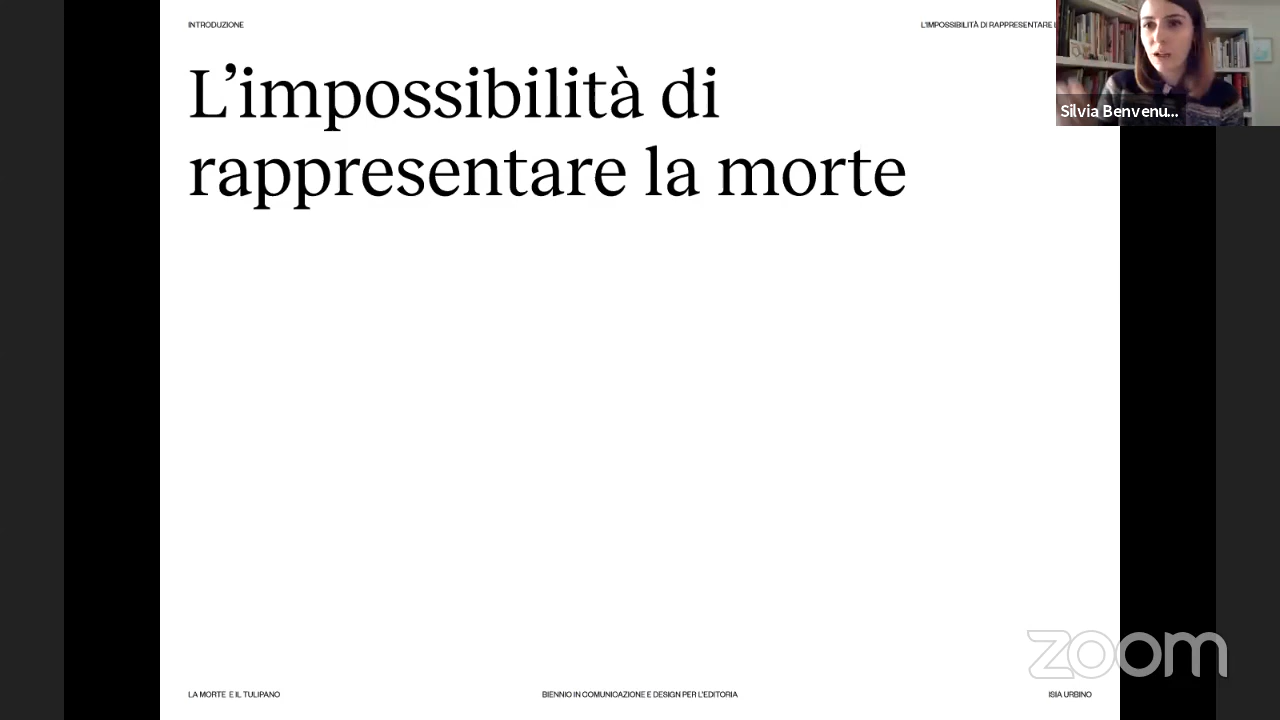 INTRODUZIONE
L'IMPOSSIBILITÀ DI RAPPRESENTARE
Silvia Benvenu...
L'impossibilità di
rappresentare la morte
zoom
LA MORTE E IL TULIPANO
BIENNIO IN COMUNICAZIONE E DESIGN PER L'EDITORIA
ISIA URBINO